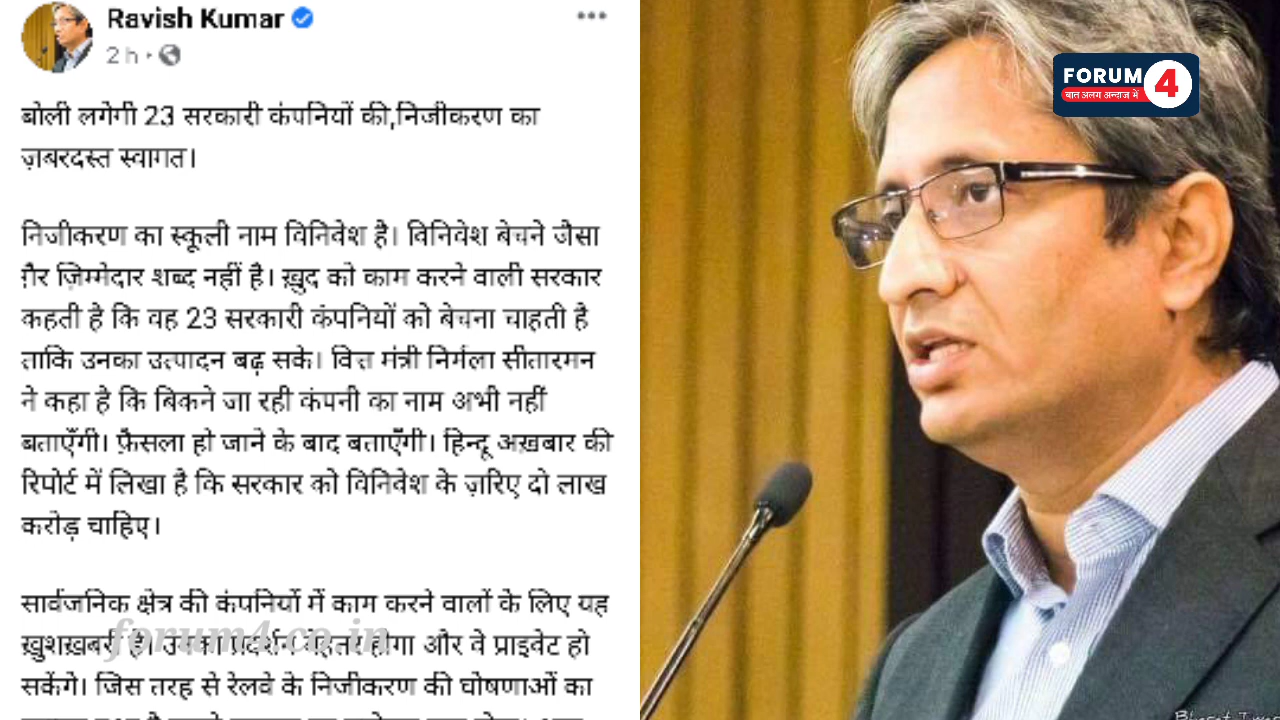 Ravish Kumar
2 h
बोली लगेगी 23 सरकारी कंपनियों की,निजीकरण का
ज़बरदस्त स्वागत।
निजीकरण का स्कूली नाम विनिवेश है। विनिवेश बेचने जैसा
ग़ैर ज़िम्मेदार शब्द नहीं है। ख़ुद को काम करने वाली सरकार
कहती है कि वह 23 सरकारी कंपनियों को बेचना चाहती है
ताकि उनका उत्पादन बढ़ सके। वित्त मंत्री निर्मला सीतारमन
ने कहा है कि बिकने जा रही कंपनी का नाम अभी नहीं
बताएँगी। फ़ैसला हो जाने के बाद बताएँगी। हिन्दू अख़बार की
रिपोर्ट में लिखा है कि सरकार को विनिवेश के ज़रिए दो लाख
करोड़ चाहिए।
सार्वजनिक क्षेत्र की कंपनियों में काम करने वालों के लिए यह
ख़ुशख़बरी है। उनका प्रदर्शन बेहतर होगा और वे प्राइवेट हो
सकेंगे। जिस तरह से रेलवे के निजीकरण की घोषणाओं का
forum4.co.in
FORUM 4
बात अलग अन्दाज में